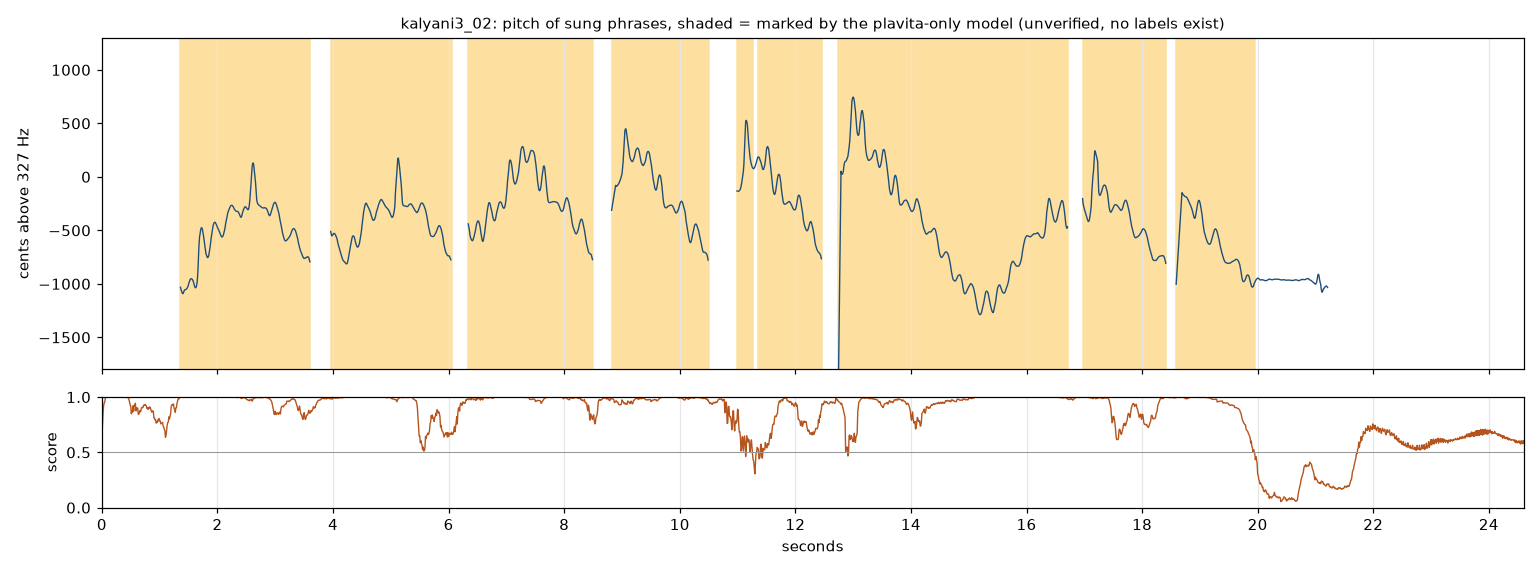 kalyani3_02: pitch of sung phrases, shaded = marked by the plavita-only model (unverified, no labels exist)
cents above 327 Hz
1000
500
0
−500
−1000
−1500
score
1.0
0.5
0.0
0 2 4 6 8 10 12 14 16 18 20 22 24
seconds